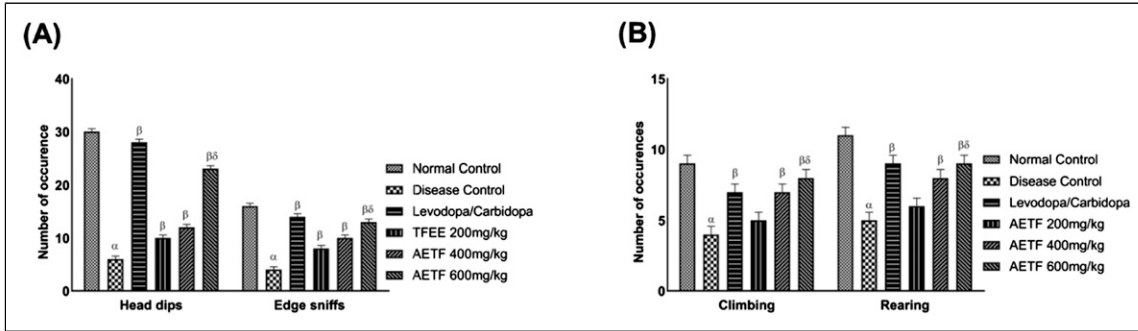 (A)
Number of occurence
40
30
20
10
0
α
β
β
β
βδ
α
β
β
β
βδ
Head dips
Edge sniffs
Normal Control
Disease Control
Levodopa/Carbidopa
TFEE 200mg/kg
AETF 400mg/kg
AETF 600mg/kg
(B)
Number of occurences
15
10
5
0
α
β
β
βδ
α
β
β
βδ
Climbing
Rearing
Normal Control
Disease Control
Levodopa/Carbidopa
AETF 200mg/kg
AETF 400mg/kg
AETF 600mg/kg